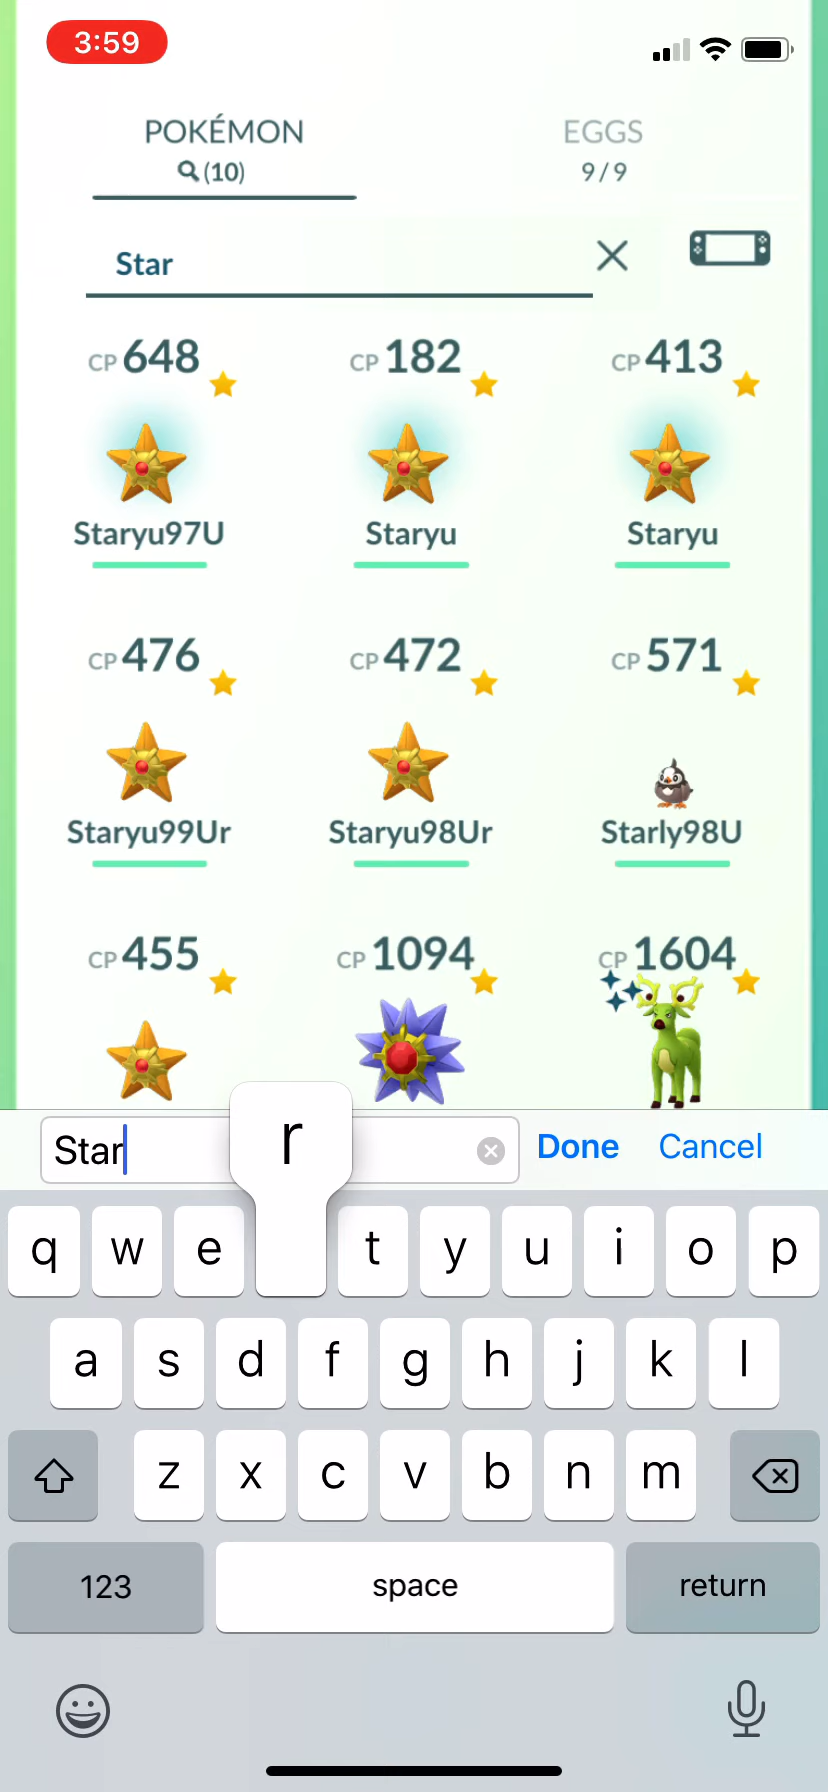 3:59
POKÉMON
(10)
EGGS
9 / 9
Star
CP 648
CP 182
CP 413
Staryu97U
Staryu
Staryu
CP 476
CP 472
CP 571
Staryu99Ur
Staryu98Ur
Starly98U
CP 455
CP 1094
CP 1604
Star
r
Done
Cancel
q w e t y u i o p
a s d f g h j k l
z x c v b n m
123
space
return